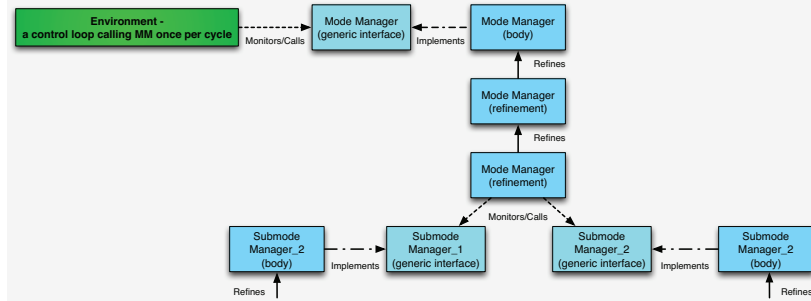 Environment -
a control loop calling MM once per cycle
Monitors/Calls
Mode Manager
(generic interface)
Implements
Mode Manager
(body)
Refines
Mode Manager
(refinement)
Refines
Mode Manager
(refinement)
Monitors/Calls
Submode
Manager_2
(body)
Implements
Submode
Manager_1
(generic interface)
Submode
Manager_2
(generic interface)
Implements
Submode
Manager_2
(body)
Refines
Refines